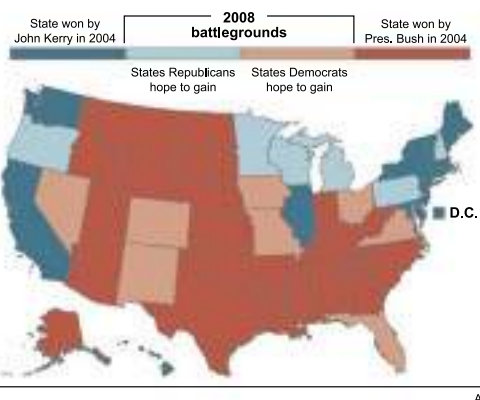 State won by
John Kerry in 2004
2008
battlegrounds
State won by
Pres. Bush in 2004
States Republicans
hope to gain
States Democrats
hope to gain
D.C.
A